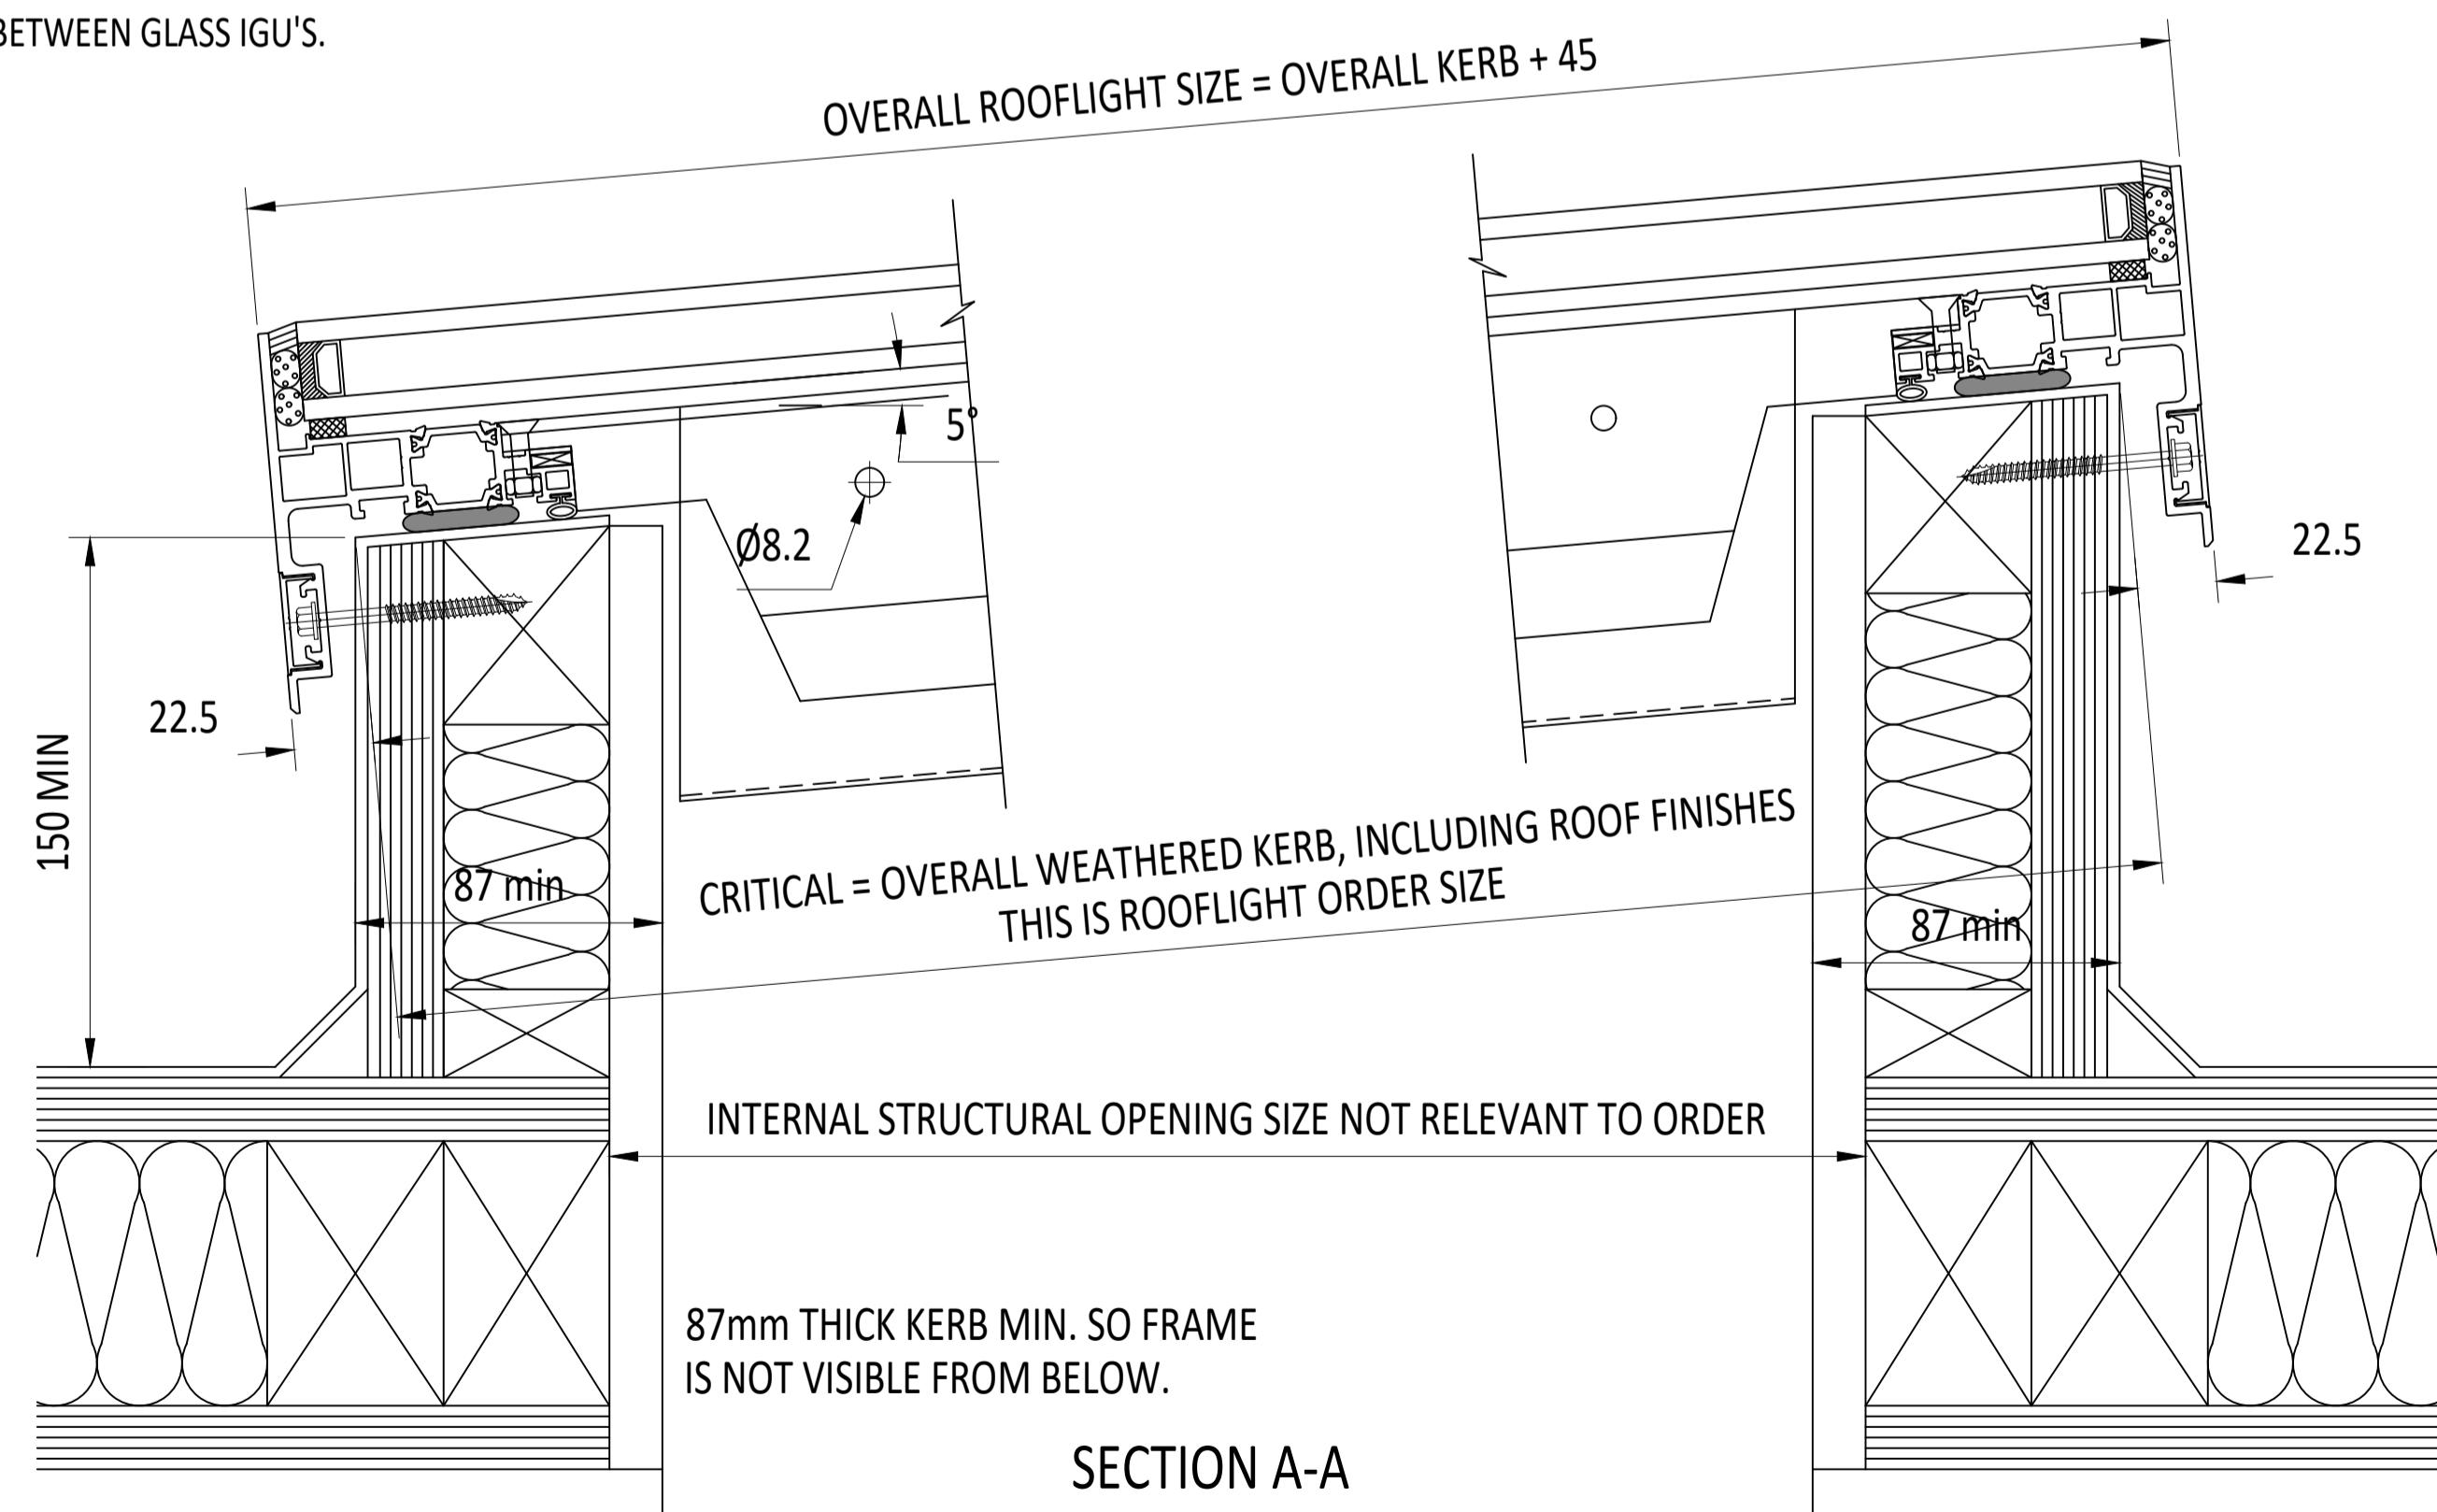 BETWEEN GLASS IGU'S.
OVERALL ROOFLIGHT SIZE = OVERALL KERB + 45
5°
Ø8.2
22.5
22.5
150 MIN
87 min
CRITICAL = OVERALL WEATHERED KERB, INCLUDING ROOF FINISHES
THIS IS ROOFLIGHT ORDER SIZE
87 min
INTERNAL STRUCTURAL OPENING SIZE NOT RELEVANT TO ORDER
87mm THICK KERB MIN. SO FRAME
IS NOT VISIBLE FROM BELOW.
SECTION A-A